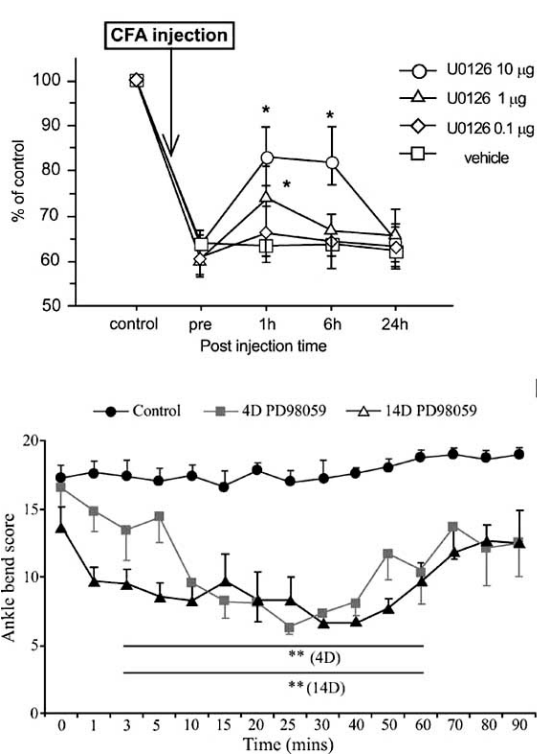 CFA injection
U0126 10 μg
U0126 1 μg
U0126 0.1 μg
vehicle
% of control
100
90
80
70
60
50
* * *
control pre 1h 6h 24h
Post injection time
Control 4D PD98059 14D PD98059
Ankle bend score
20
15
10
5
0
** (4D)
** (14D)
0 1 3 5 10 15 20 25 30 40 50 60 70 80 90
Time (mins)